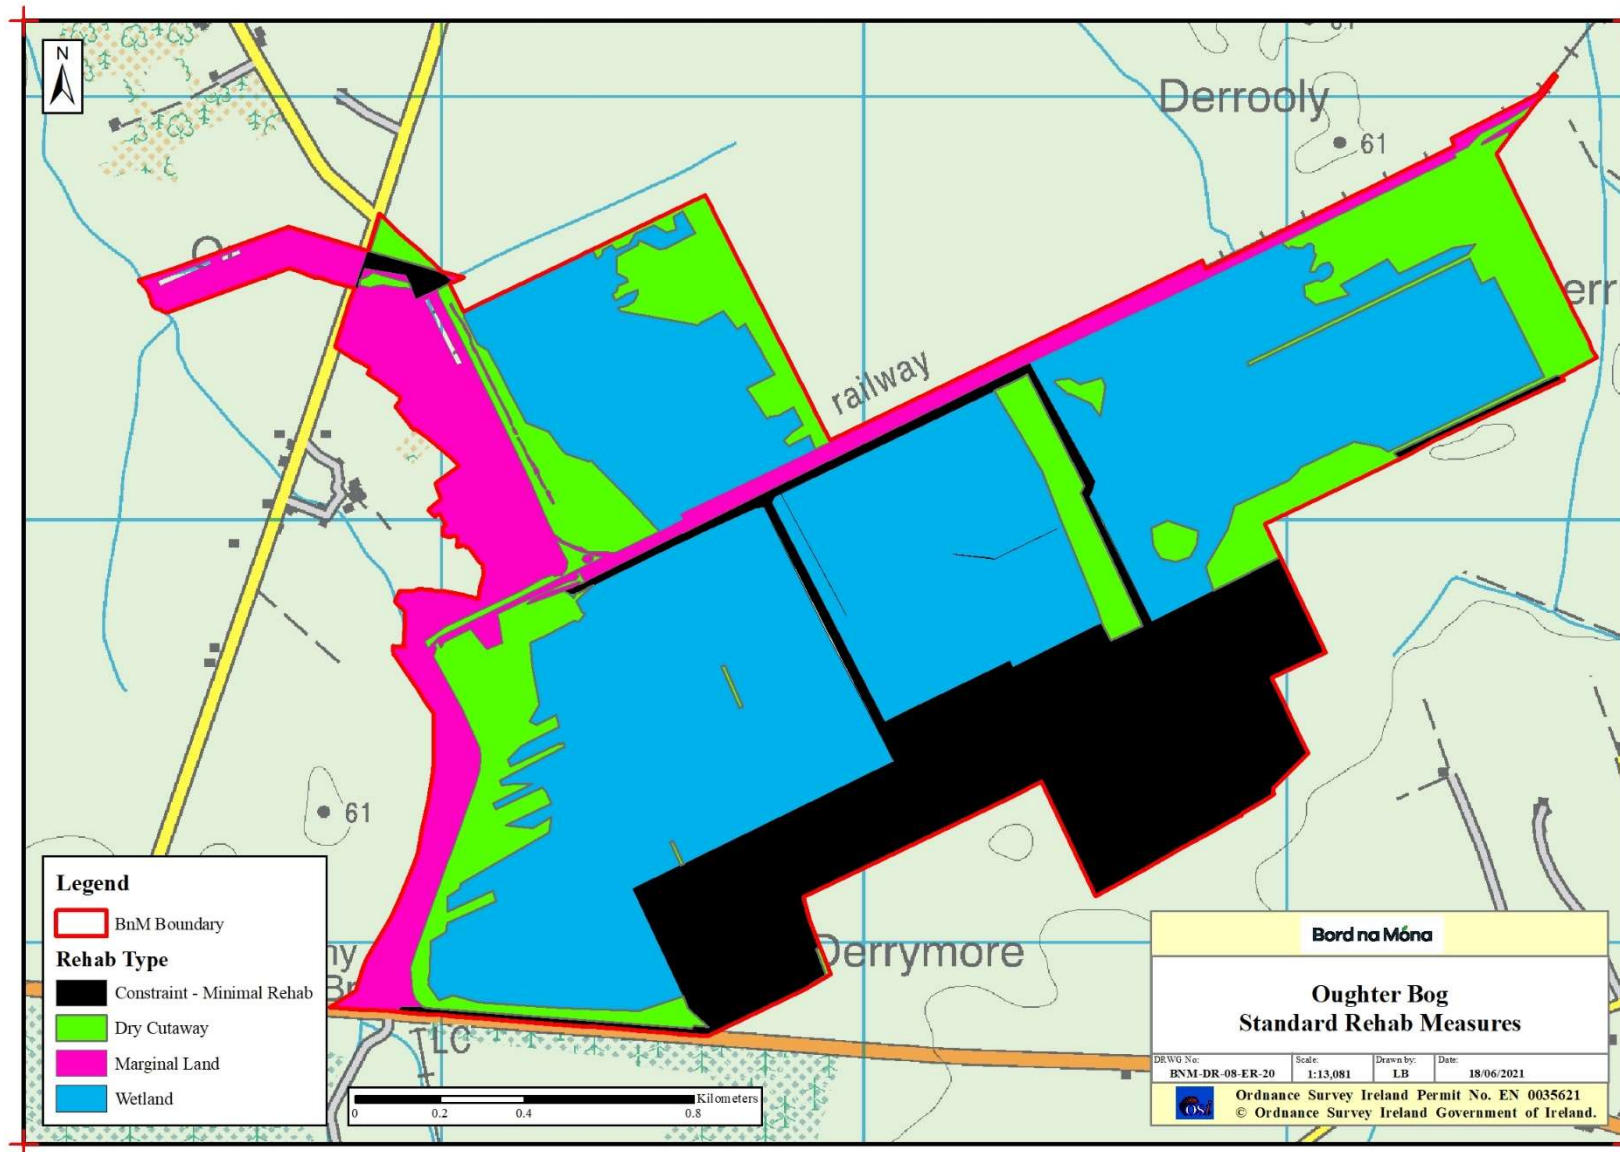 N
Derrooly
61
railway
Derrymore
61
LC
Legend
BnM Boundary
Rehab Type
Constraint - Minimal Rehab
Dry Cutaway
Marginal Land
Wetland
0 0.2 0.4 0.8
Kilometers
Bord na Móna
Oughter Bog
Standard Rehab Measures
DRWG No: Scale: Drawn by: Date:
BNM-DR-08-ER-20 1:13,081 LB 18/06/2021
OSi
Ordnance Survey Ireland Permit No. EN 0035621
© Ordnance Survey Ireland Government of Ireland.